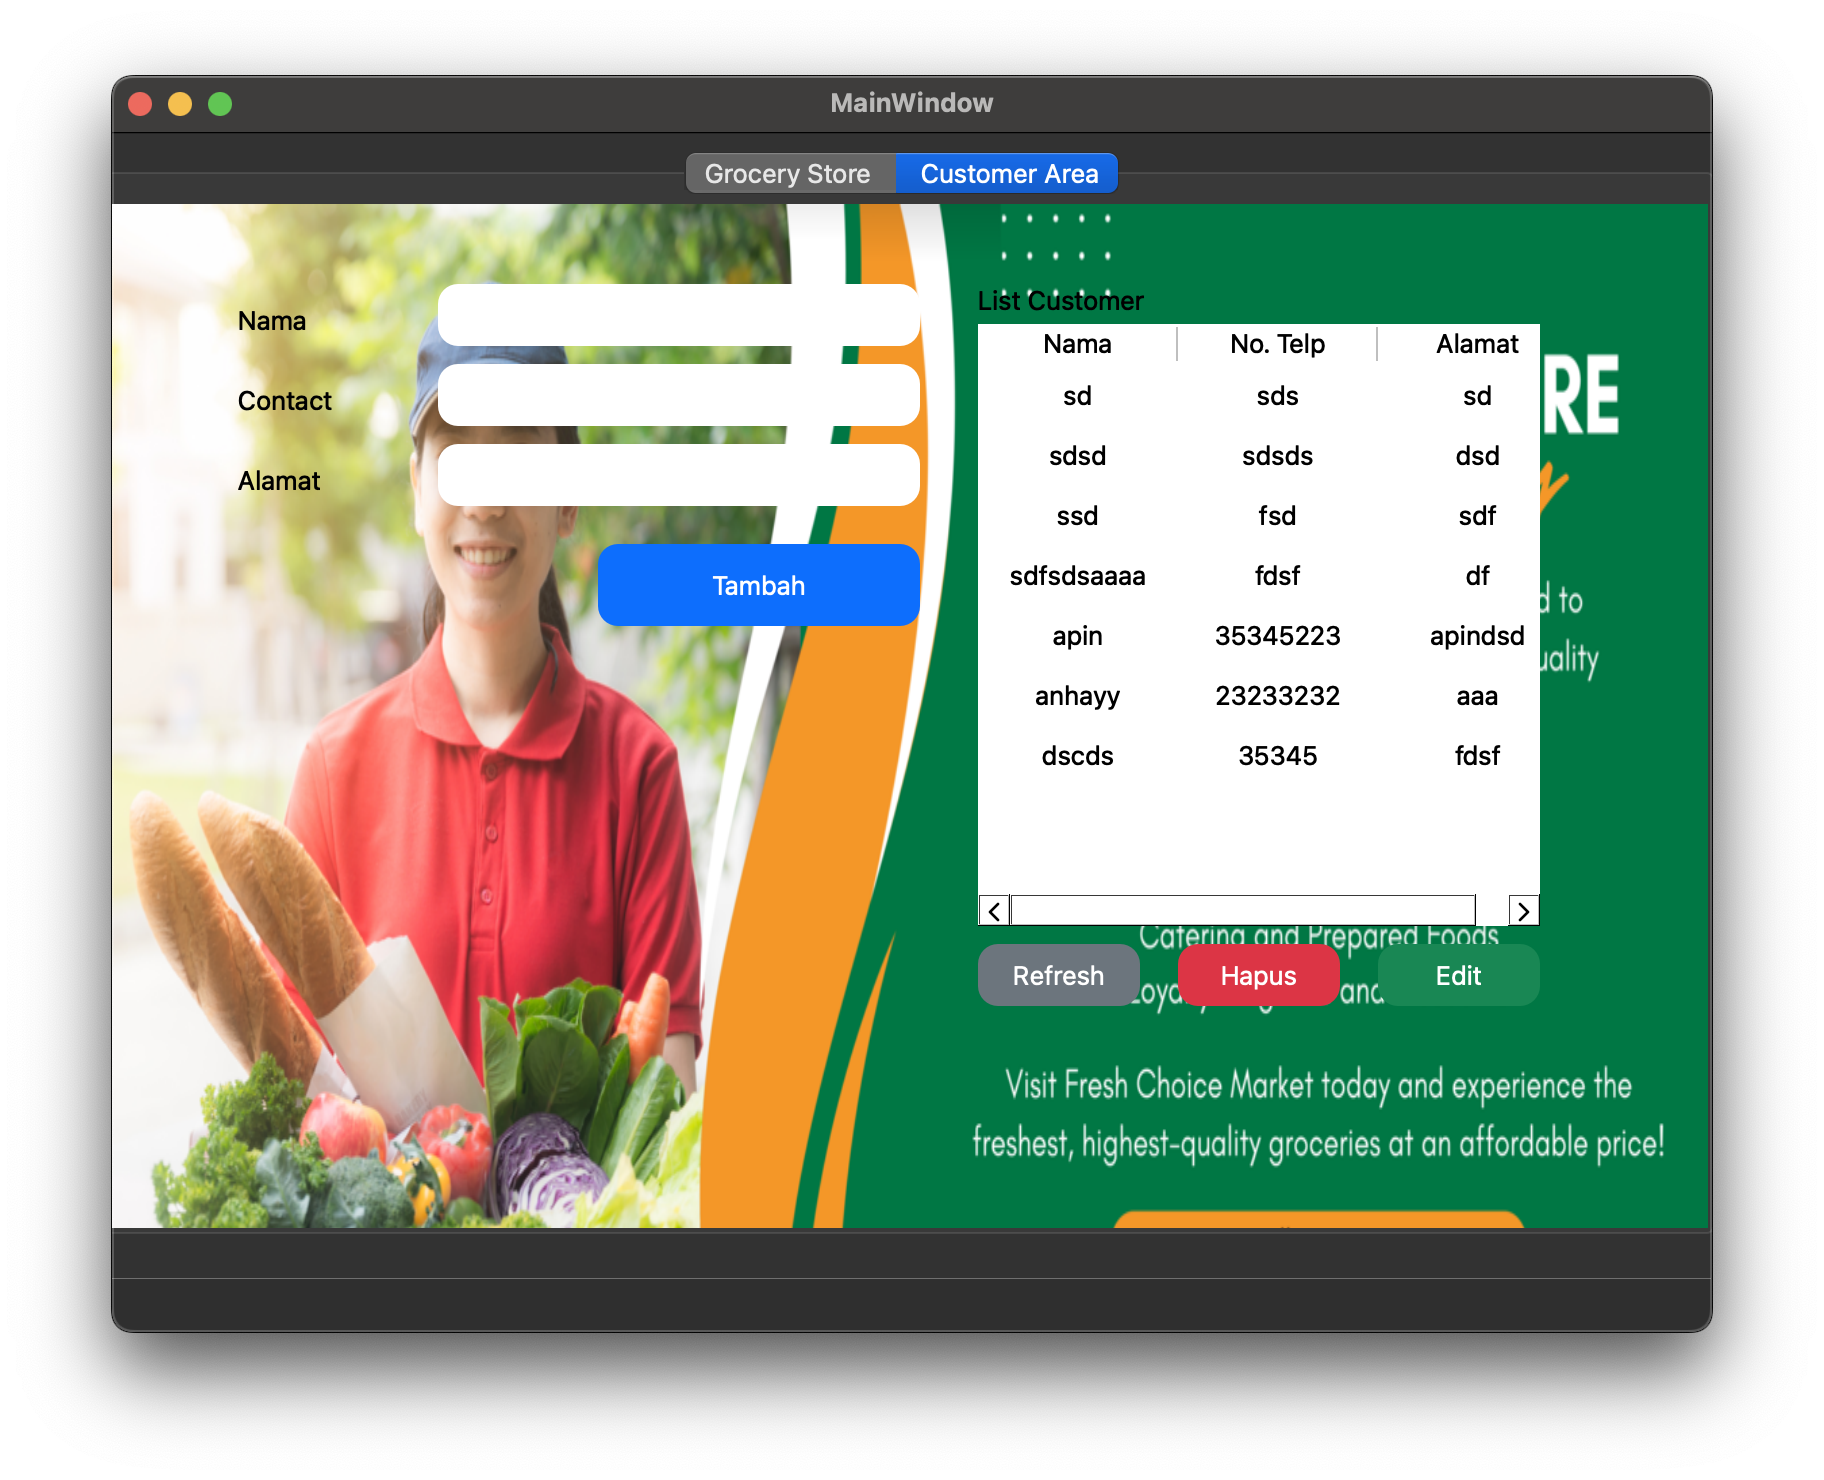 MainWindow
Grocery Store Customer Area
Nama
Contact
Alamat
Tambah
List Customer
Nama No. Telp Alamat
sd sds sd
sdsd sdsds dsd
ssd fsd sdf
sdfsdsaaaa fdsf df
apin 35345223 apindsd
anhayy 23233232 aaa
dscds 35345 fdsf
RE
d to
uality
Catering and Prepared Foods
and
Refresh Hapus Edit
Visit Fresh Choice Market today and experience the
freshest, highest-quality groceries at an affordable price!